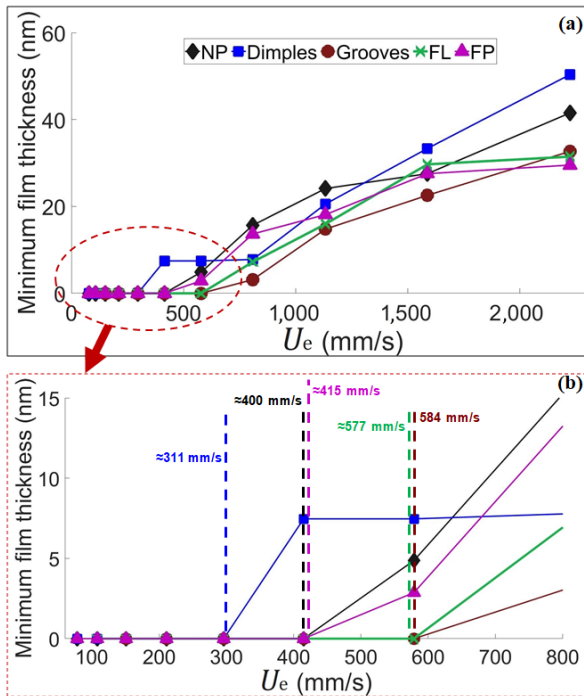 (a)
Minimum film thickness (nm)
60
40
20
0
NP Dimples Grooves FL FP
0 500 1,000 1,500 2,000
Ue (mm/s)
(b)
Minimum film thickness (nm)
15
10
5
0
≈311 mm/s
≈400 mm/s
≈415 mm/s
≈577 mm/s
584 mm/s
100 200 300 400 500 600 700 800
Ue (mm/s)